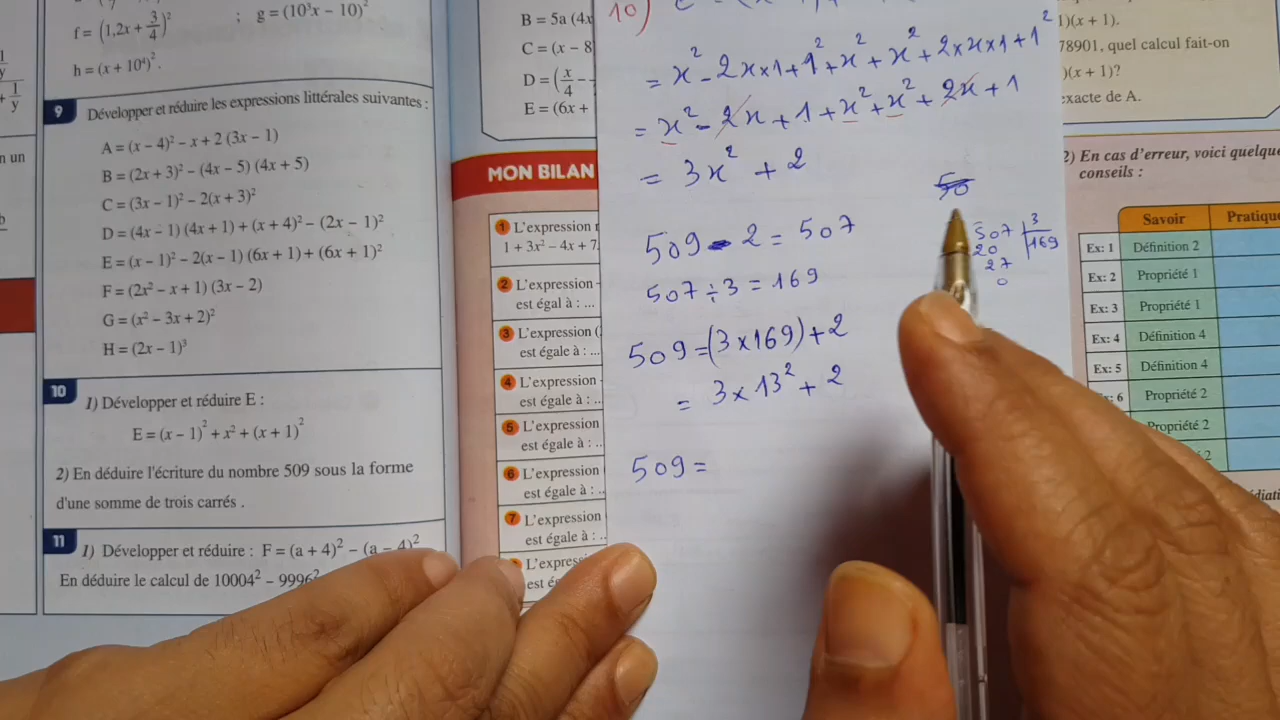 f = (1,2x + 3/4)² ; g = (10³x − 10)²
h = (x + 10⁴)².
9 Développer et réduire les expressions littérales suivantes :
A = (x − 4)² − x + 2 (3x − 1)
B = (2x + 3)² − (4x − 5) (4x + 5)
C = (3x − 1)² − 2(x + 3)²
D = (4x − 1) (4x + 1) + (x + 4)² − (2x − 1)²
E = (x − 1)² − 2(x − 1) (6x + 1) + (6x + 1)²
F = (2x² − x + 1) (3x − 2)
G = (x² − 3x + 2)²
H = (2x − 1)³
10 1) Développer et réduire E :
E = (x − 1)² + x² + (x + 1)²
2) En déduire l'écriture du nombre 509 sous la forme
d'une somme de trois carrés .
11 1) Développer et réduire : F = (a + 4)² − (a − 4)²
En déduire le calcul de 10004² − 9996²
B = 5a (4x
C = (x − 8
D = (x/4 −
E = (6x +
MON BILAN
1 L'expression
1 + 3x² − 4x + 7
2 L'expression
est égal à : ...
3 L'expression (
est égale à : ...
4 L'expression
est égale à : ...
5 L'expression
est égale à :
6 L'expression
est égale à : ..
7 L'expression
est égale à :
L'express
10)
= x² − 2x×1 + 1² + x² + x² + 2×x×1 + 1²
= x² − 2x + 1 + x² + x² + 2x + 1
= 3x² + 2
50
509 − 2 = 507
507 ÷ 3 = 169
509 = (3×169) + 2
= 3×13² + 2
509 =
507 3
20 169
27
0
1)(x + 1).
78901, quel calcul fait-on
)(x + 1)?
exacte de A.
2) En cas d'erreur, voici quelque
conseils :
Savoir Pratique
Ex: 1 Définition 2
Ex: 2 Propriété 1
Ex: 3 Propriété 1
Ex: 4 Définition 4
Ex: 5 Définition 4
6 Propriété 2
Propriété 2